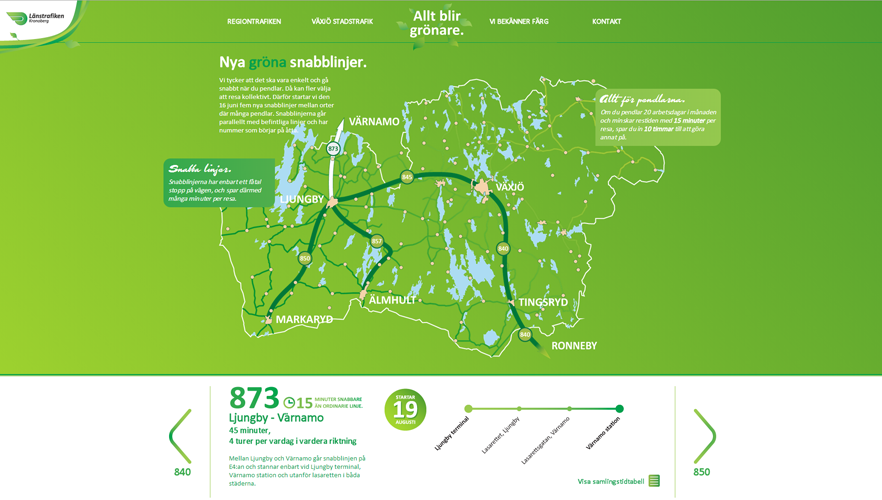 Länstrafiken
Kronoberg
REGIONTRAFIKEN
VÄXJÖ STADSTRAFIK
Allt blir
grönare.
VI BEKÄNNER FÄRG
KONTAKT
Nya gröna snabblinjer.
Vi tycker att det ska vara enkelt och gå
snabbt när du pendlar. Då kan fler välja
att resa kollektivt. Därför startar vi den
16 juni fem nya snabblinjer mellan orter
där många pendlar. Snabblinjerna går
parallellt med befintliga linjer och har
nummer som börjar på åtta.
Allt för pendlarna.
Om du pendlar 20 arbetsdagar i månaden
och minskar restiden med 15 minuter per
resa, spar du in 10 timmar till att göra
annat på.
VÄRNAMO
873
Snabba linjer.
Snabblinjerna har enbart ett fåtal
stopp på vägen, och spar därmed
många minuter per resa.
845
VÄXJÖ
LJUNGBY
857
840
850
ÄLMHULT
TINGSRYD
MARKARYD
840
RONNEBY
873
15 MINUTER SNABBARE
ÄN ORDINARIE LINJE.
Ljungby - Värnamo
45 minuter,
4 turer per vardag i vardera riktning
Mellan Ljungby och Värnamo går snabblinjen på
E4:an och stannar enbart vid Ljungby terminal,
Värnamo station och utanför lasaretten i båda
städerna.
STARTAR
19
AUGUSTI
Ljungby terminal
Lasarettet, Ljungby
Lasarettsgatan, Värnamo
Värnamo station
840
850
Visa samlingstidtabell